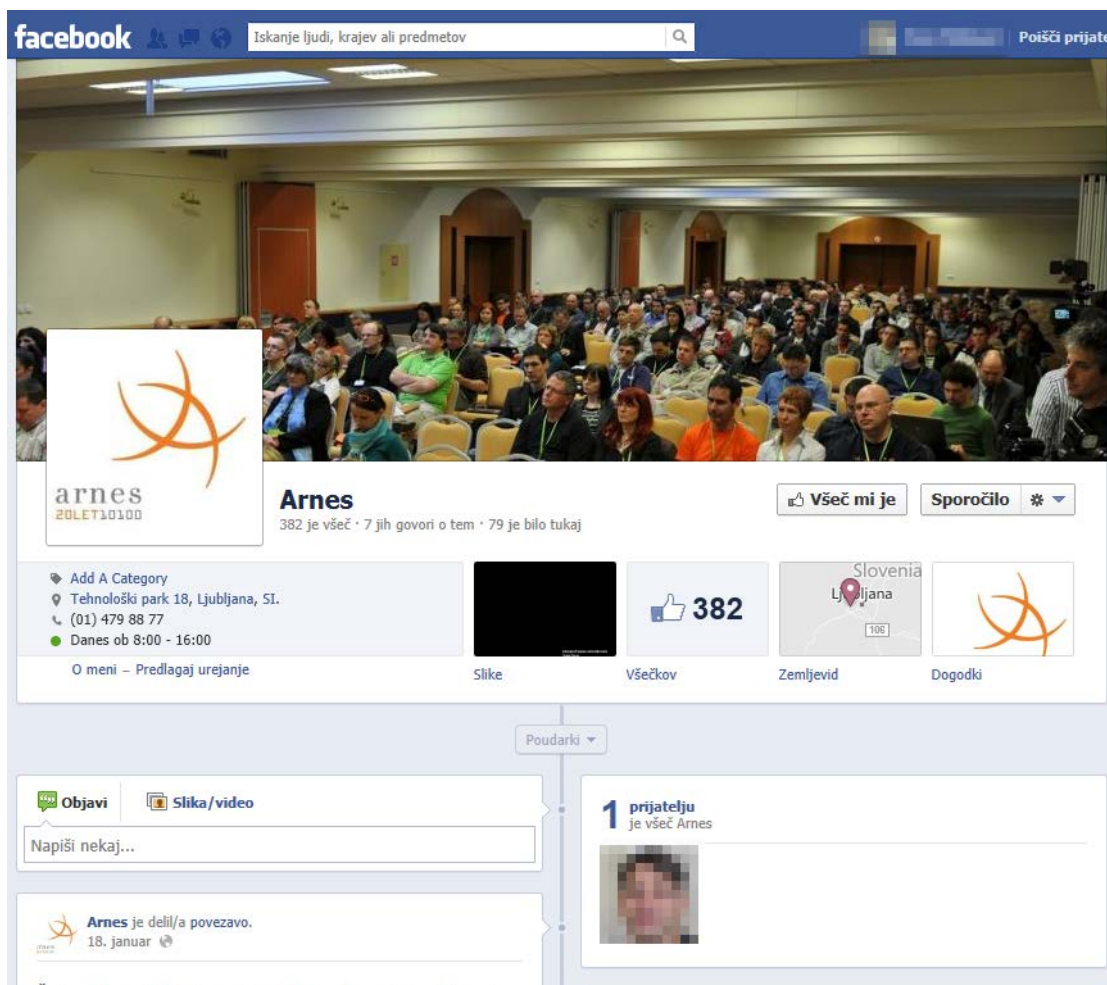 facebook
Iskanje ljudi, krajev ali predmetov
Poišči prijate
arnes
20LET10100
Arnes
382 je všeč · 7 jih govori o tem · 79 je bilo tukaj
Všeč mi je
Sporočilo
Add A Category
Tehnološki park 18, Ljubljana, SI.
(01) 479 88 77
Danes ob 8:00 - 16:00
O meni – Predlagaj urejanje
Slike
382
Všečkov
Slovenia
Ljubljana
106
Zemljevid
Dogodki
Poudarki
Objavi
Slika/video
Napiši nekaj...
1 prijatelju
je všeč Arnes
Arnes je delil/a povezavo.
18. januar